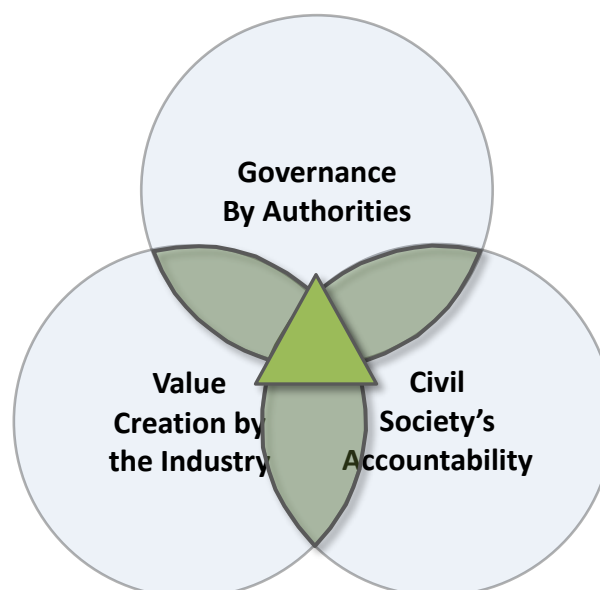 Governance
By Authorities
Value
Creation by
the Industry
Civil
Society’s
Accountability